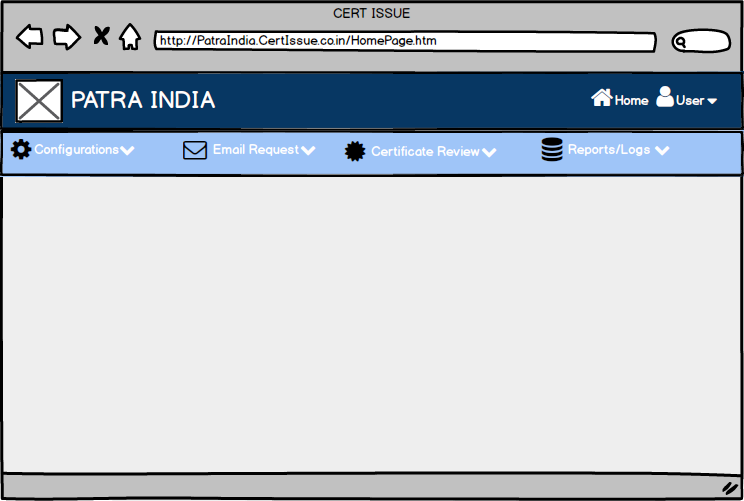 CERT ISSUE
http://PatraIndia.CertIssue.co.in/HomePage.htm
PATRA INDIA
Home User
Configurations Email Request Certificate Review Reports/Logs